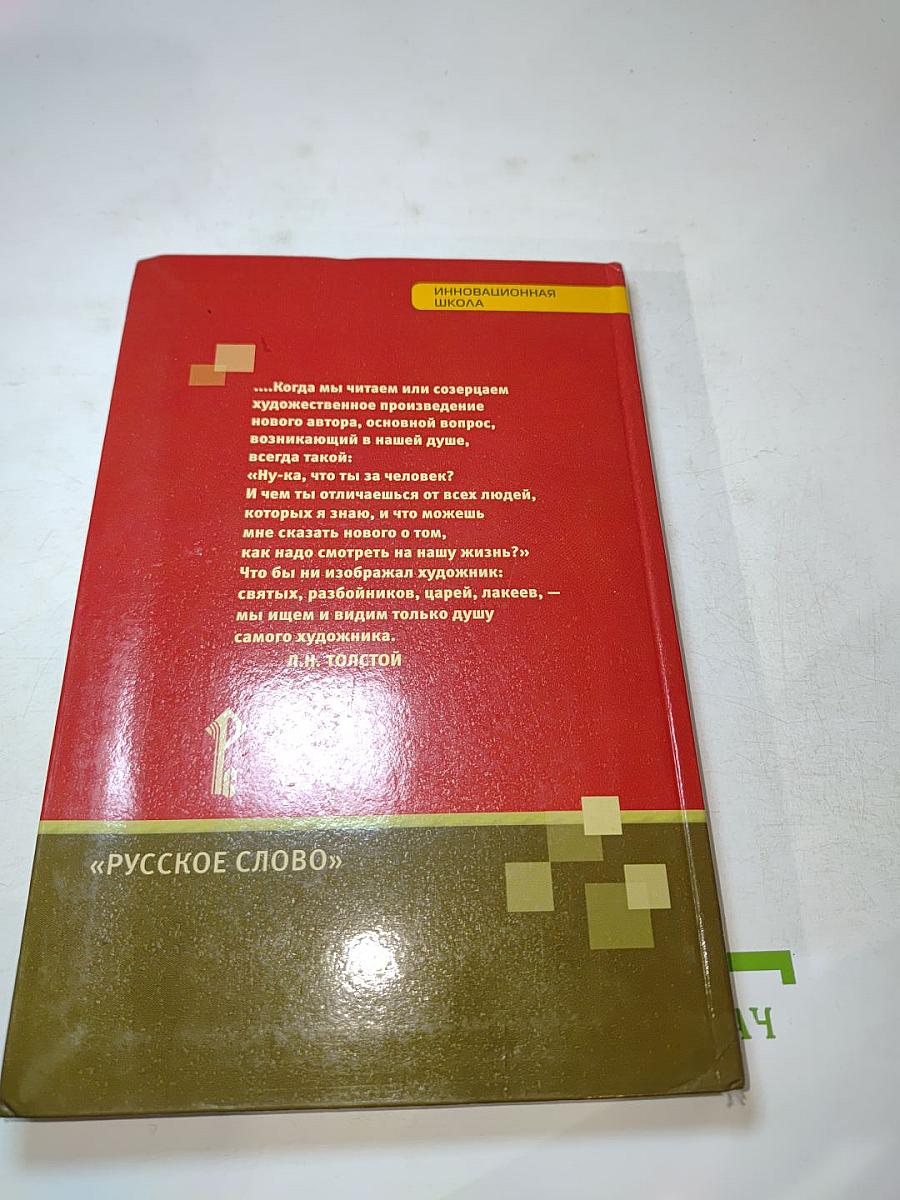 ИННОВАЦИОННАЯ
ШКОЛА
....Когда мы читаем или созерцаем
художественное произведение
нового автора, основной вопрос,
возникающий в нашей душе,
всегда такой:
«Ну-ка, что ты за человек?
И чем ты отличаешься от всех людей,
которых я знаю, и что можешь
мне сказать нового о том,
как надо смотреть на нашу жизнь?»
Что бы ни изображал художник:
святых, разбойников, царей, лакеев, —
мы ищем и видим только душу
самого художника.
Л.Н. ТОЛСТОЙ
«РУССКОЕ СЛОВО»